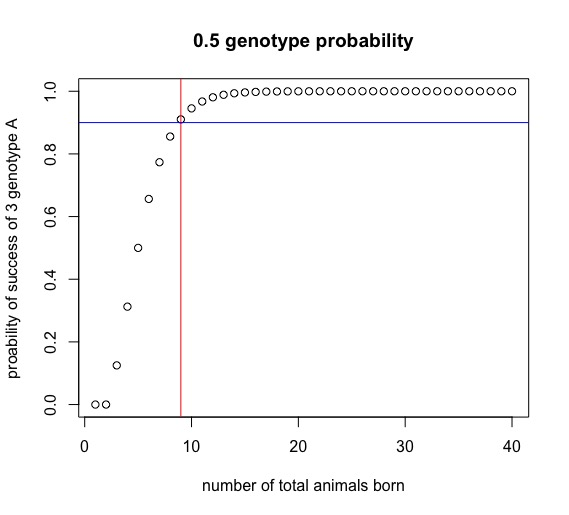 0.5 genotype probability
proability of success of 3 genotype A
1.0
0.8
0.6
0.4
0.2
0.0
0 10 20 30 40
number of total animals born